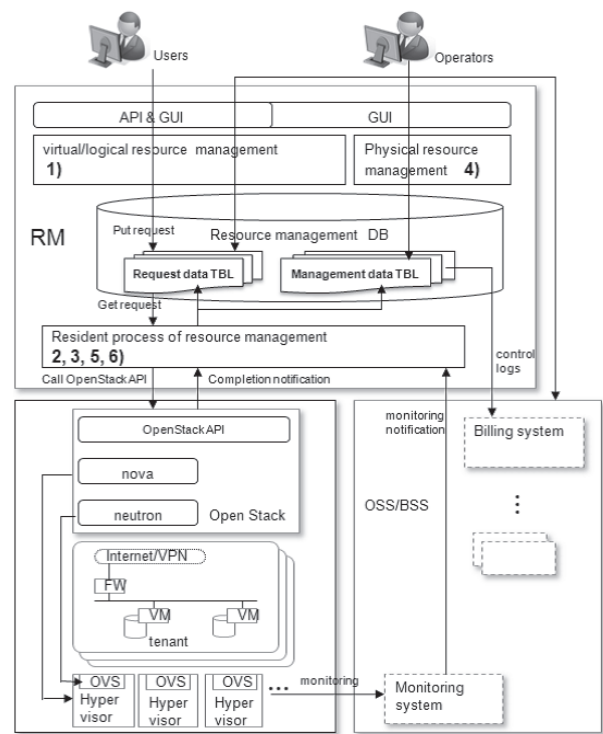 Users
Operators
API & GUI
GUI
virtual/logical resource management
1)
Physical resource
management 4)
RM
Put request
Resource management DB
Request data TBL
Management data TBL
Get request
Resident process of resource management
2, 3, 5, 6)
control
logs
Call OpenStack API
Completion notification
monitoring
notification
OpenStack API
Billing system
nova
neutron
Open Stack
OSS/BSS
Internet/VPN
FW
VM
VM
tenant
OVS
OVS
OVS
Hyper
visor
Hyper
visor
Hyper
visor
monitoring
Monitoring
system